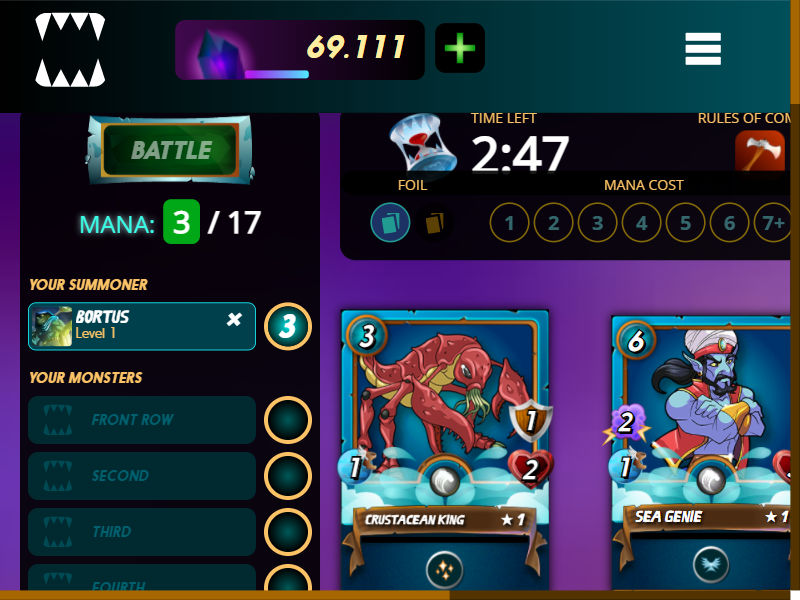 69.111
BATTLE
MANA: 3 / 17
YOUR SUMMONER
BORTUS
Level 1
3
YOUR MONSTERS
FRONT ROW
SECOND
THIRD
FOURTH
TIME LEFT
2:47
RULES OF COM
FOIL
MANA COST
1 2 3 4 5 6 7+
3
1
1
2
CRUSTACEAN KING ★ 1
6
2
1
SEA GENIE ★ 1